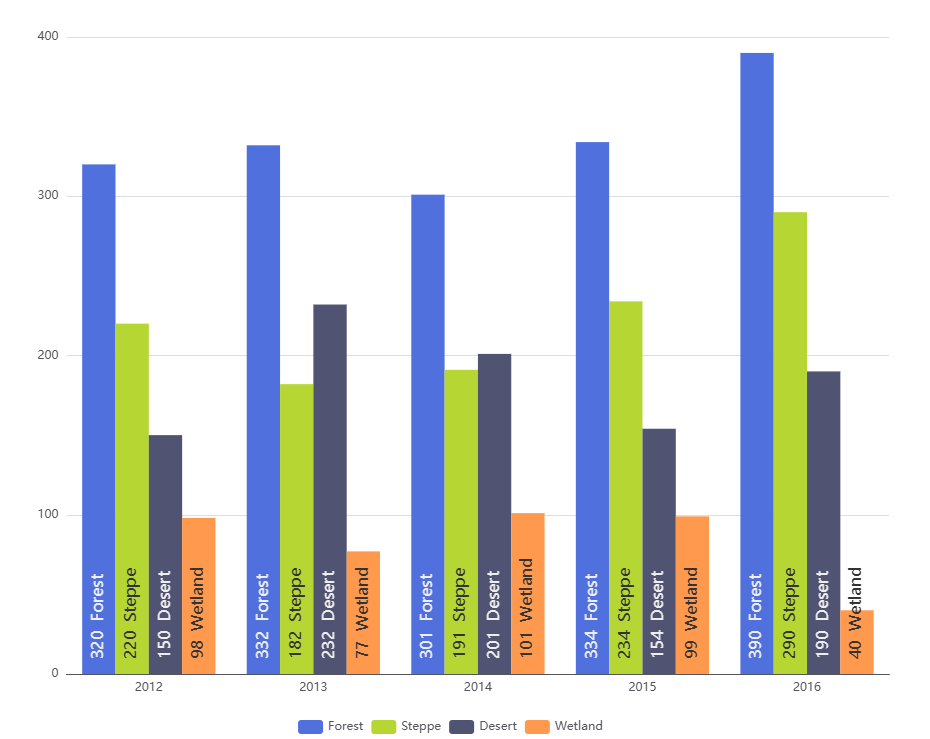 400
300
200
100
0
320 Forest
220 Steppe
150 Desert
98 Wetland
332 Forest
182 Steppe
232 Desert
77 Wetland
301 Forest
191 Steppe
201 Desert
101 Wetland
334 Forest
234 Steppe
154 Desert
99 Wetland
390 Forest
290 Steppe
190 Desert
40 Wetland
2012 2013 2014 2015 2016
Forest Steppe Desert Wetland